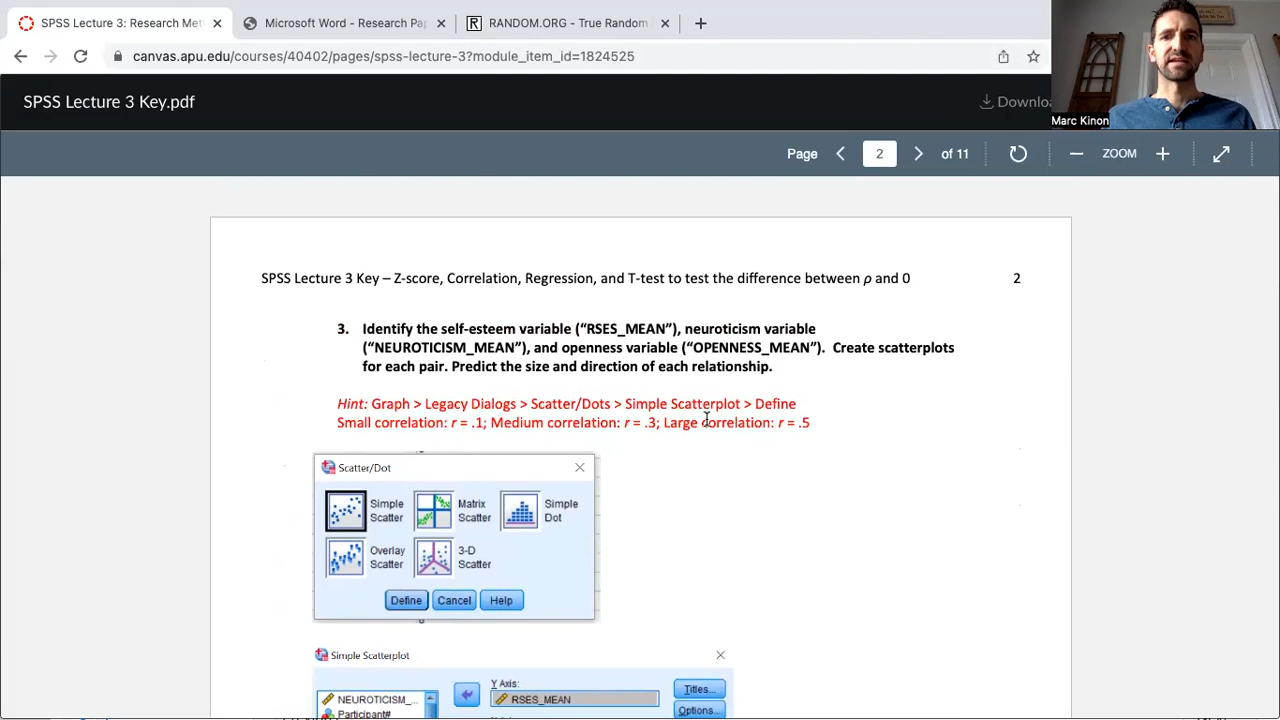 SPSS Lecture 3: Research Met
Microsoft Word - Research Pap
RANDOM.ORG - True Random
canvas.apu.edu/courses/40402/pages/spss-lecture-3?module_item_id=1824525
SPSS Lecture 3 Key.pdf
Downlo
Marc Kinon
Page 2 of 11
ZOOM
SPSS Lecture 3 Key – Z-score, Correlation, Regression, and T-test to test the difference between ρ and 0 2
3. Identify the self-esteem variable (“RSES_MEAN”), neuroticism variable
(“NEUROTICISM_MEAN”), and openness variable (“OPENNESS_MEAN”). Create scatterplots
for each pair. Predict the size and direction of each relationship.
Hint: Graph > Legacy Dialogs > Scatter/Dots > Simple Scatterplot > Define
Small correlation: r = .1; Medium correlation: r = .3; Large correlation: r = .5
Scatter/Dot
Simple Scatter
Matrix Scatter
Simple Dot
Overlay Scatter
3-D Scatter
Define Cancel Help
Simple Scatterplot
Y Axis:
NEUROTICISM_...
RSES_MEAN
Titles...
Participant#
Options...